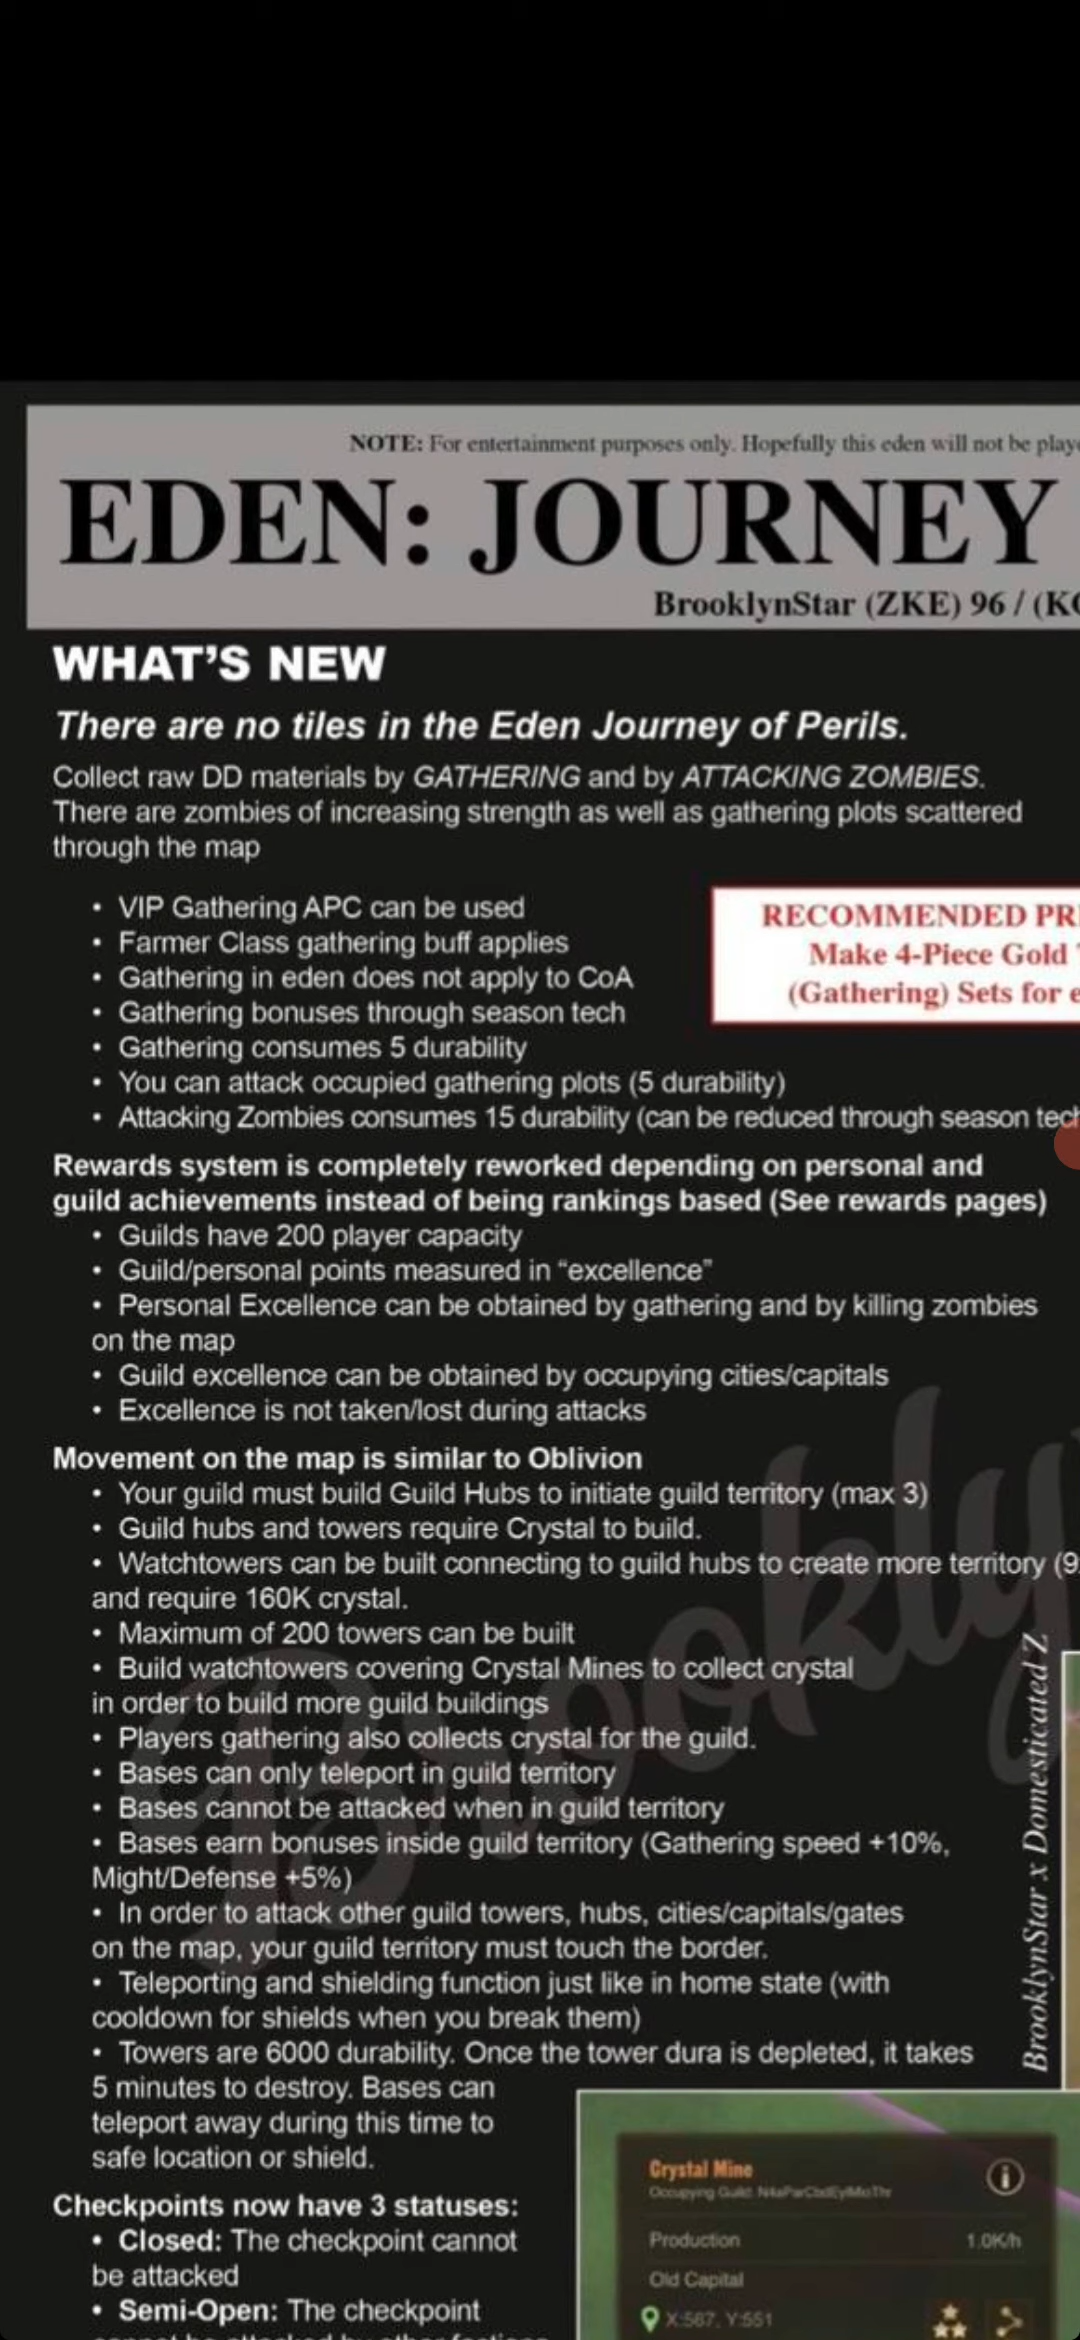 NOTE: For entertainment purposes only. Hopefully this eden will not be
EDEN: JOURNEY
BrooklynStar (ZKE) 96 /
WHAT'S NEW
There are no tiles in the Eden Journey of Perils.
Collect raw DD materials by GATHERING and by ATTACKING ZOMBIES.
There are zombies of increasing strength as well as gathering plots scattered
through the map
• VIP Gathering APC can be used
• Farmer Class gathering buff applies
• Gathering in eden does not apply to CoA
• Gathering bonuses through season tech
• Gathering consumes 5 durability
• You can attack occupied gathering plots (5 durability)
• Attacking Zombies consumes 15 durability (can be reduced through season tech
RECOMMENDED
Make 4-Piece Gold
(Gathering) Sets for
Rewards system is completely reworked depending on personal and
guild achievements instead of being rankings based (See rewards pages)
• Guilds have 200 player capacity
• Guild/personal points measured in “excellence”
• Personal Excellence can be obtained by gathering and by killing zombies
on the map
• Guild excellence can be obtained by occupying cities/capitals
• Excellence is not taken/lost during attacks
Movement on the map is similar to Oblivion
• Your guild must build Guild Hubs to initiate guild territory (max 3)
• Guild hubs and towers require Crystal to build.
• Watchtowers can be built connecting to guild hubs to create more territory
and require 160K crystal.
• Maximum of 200 towers can be built
• Build watchtowers covering Crystal Mines to collect crystal
in order to build more guild buildings
• Players gathering also collects crystal for the guild.
• Bases can only teleport in guild territory
• Bases cannot be attacked when in guild territory
• Bases earn bonuses inside guild territory (Gathering speed +10%,
Might/Defense +5%)
• In order to attack other guild towers, hubs, cities/capitals/gates
on the map, your guild territory must touch the border.
• Teleporting and shielding function just like in home state (with
cooldown for shields when you break them)
• Towers are 6000 durability. Once the tower dura is depleted, it takes
5 minutes to destroy. Bases can
teleport away during this time to
safe location or shield.
Checkpoints now have 3 statuses:
• Closed: The checkpoint cannot
be attacked
• Semi-Open: The checkpoint
BrooklynStar x Domesticated Z
Crystal Mine
Occupying Guild:
Production 1.0K/h
Old Capital
X:567, Y:551